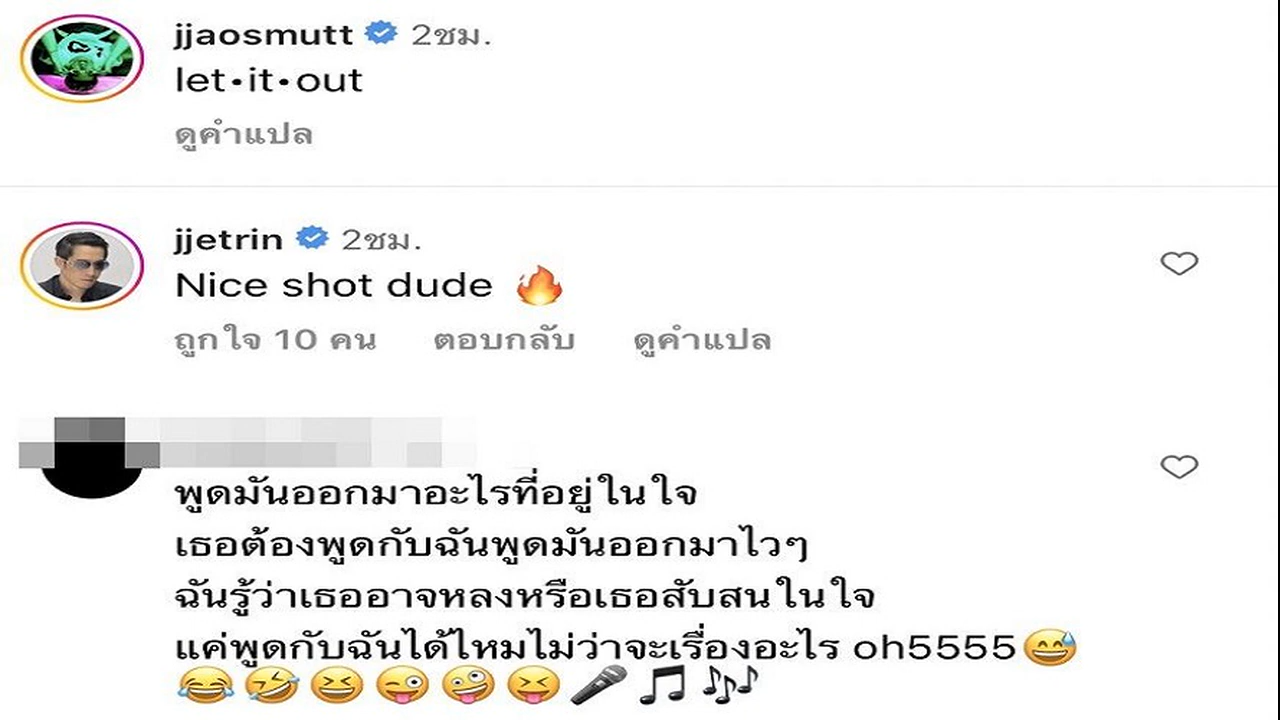 jjaosmutt 2ชม.
let•it•out
ดูคำแปล
jjetrin 2ชม.
Nice shot dude 🔥
ถูกใจ 10 คน ตอบกลับ ดูคำแปล
พูดมันออกมาอะไรที่อยู่ในใจ
เธอต้องพูดกับฉันพูดมันออกมาไวๆ
ฉันรู้ว่าเธออาจหลงหรือเธอสับสนในใจ
แค่พูดกับฉันได้ไหมไม่ว่าจะเรื่องอะไร oh5555😅
😂🤣😆😜🤪😝🎤🎵🎶